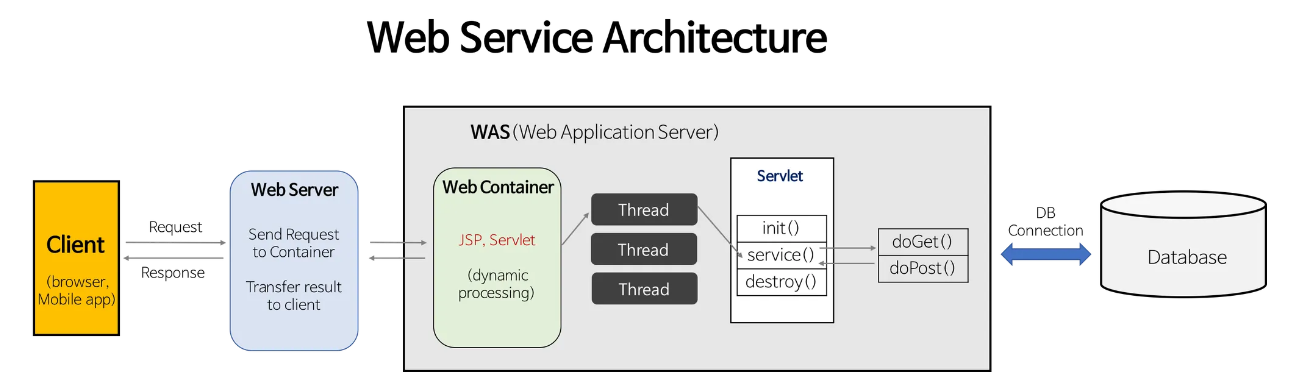 Web Service Architecture
WAS(Web Application Server)
Client
(browser,
Mobile app)
Request
Response
Web Server
Send Request
to Container
Transfer result
to client
Web Container
JSP, Servlet
(dynamic
processing)
Thread
Thread
Thread
Servlet
init()
service()
destroy()
doGet()
doPost()
DB
Connection
Database